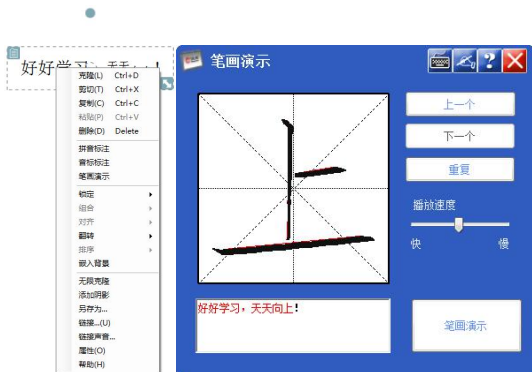 好好学习，天天
笔画演示
克隆(L) Ctrl+D
剪切(T) Ctrl+X
复制(C) Ctrl+C
粘贴(P) Ctrl+V
删除(D) Delete
拼音标注
音标标注
笔画演示
锁定
组合
对齐
翻转
排序
嵌入背景
无限克隆
添加阴影
另存为...
链接...(U)
链接声音...
属性(O)
帮助(H)
上
上一个
下一个
重复
播放速度
快 慢
好好学习，天天向上！
笔画演示